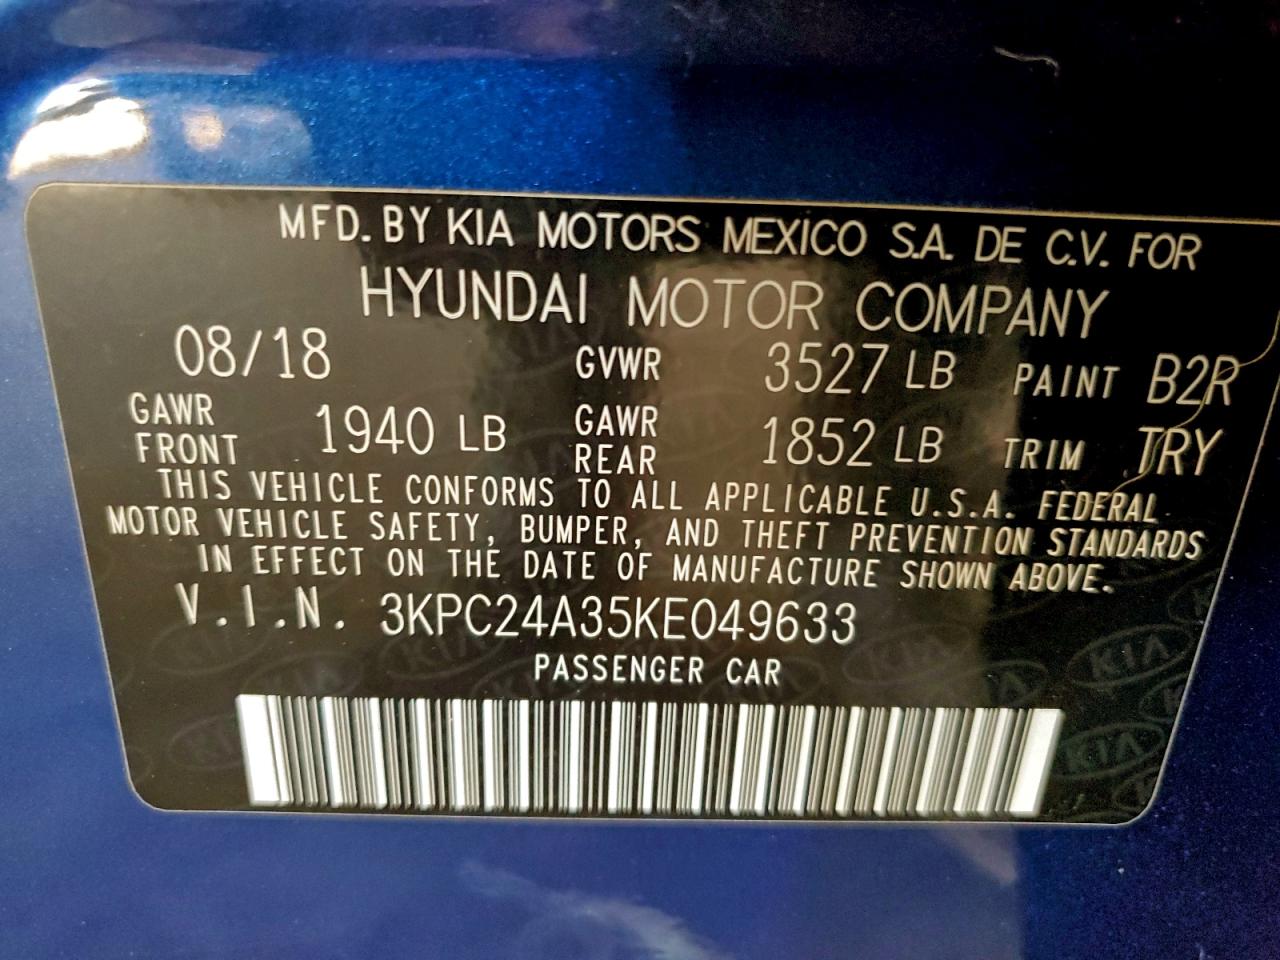 MFD. BY KIA MOTORS MEXICO S.A. DE C.V. FOR
HYUNDAI MOTOR COMPANY
08/18 GVWR 3527 LB PAINT B2R
GAWR FRONT 1940 LB GAWR REAR 1852 LB TRIM TRY
THIS VEHICLE CONFORMS TO ALL APPLICABLE U.S.A. FEDERAL
MOTOR VEHICLE SAFETY, BUMPER, AND THEFT PREVENTION STANDARDS
IN EFFECT ON THE DATE OF MANUFACTURE SHOWN ABOVE.
V.I.N. 3KPC24A35KE049633
PASSENGER CAR